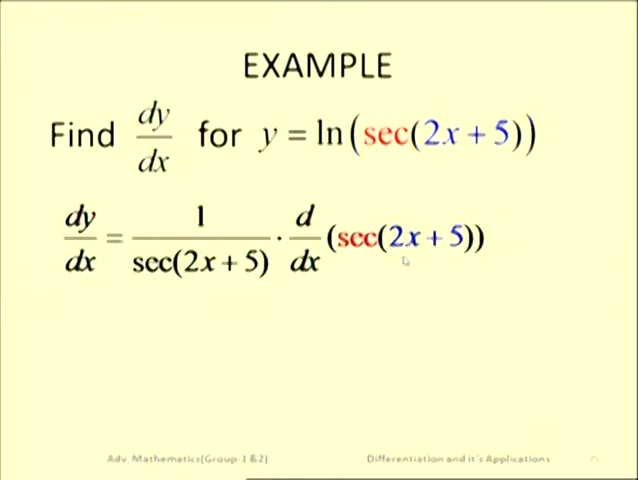 EXAMPLE
Find dy/dx for y = ln(sec(2x + 5))
dy/dx = 1/sec(2x + 5) · d/dx (sec(2x + 5))
Adv. Mathematics(Group-1 &2) Differentiation and it's Applications